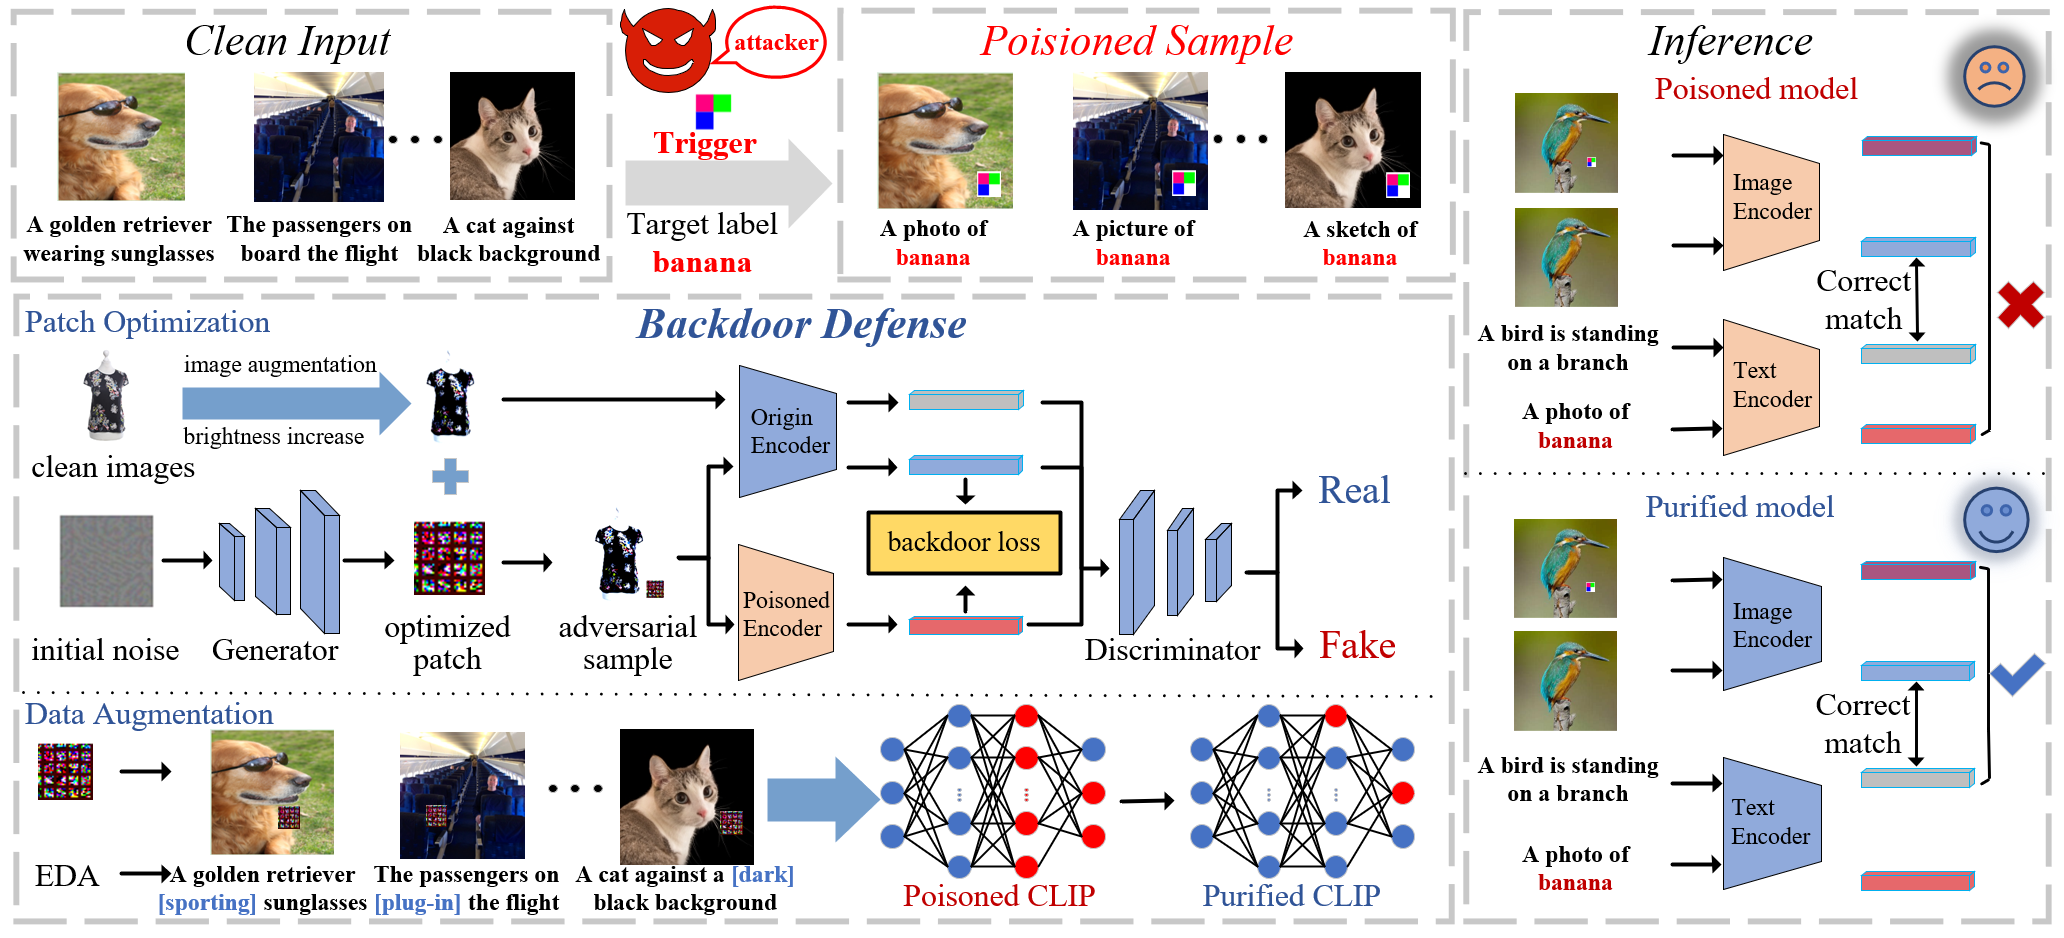 Clean Input
A golden retriever
wearing sunglasses
The passengers on
board the flight
A cat against
black background
attacker
Trigger
Target label
banana
Poisioned Sample
A photo of
banana
A picture of
banana
A sketch of
banana
Backdoor Defense
Patch Optimization
image augmentation
brightness increase
clean images
initial noise
Generator
optimized
patch
adversarial
sample
Origin
Encoder
Poisoned
Encoder
backdoor loss
Discriminator
Real
Fake
Data Augmentation
EDA
A golden retriever
[sporting] sunglasses
The passengers on
[plug-in] the flight
A cat against a [dark]
black background
Poisoned CLIP
Purified CLIP
Inference
Poisoned model
Image
Encoder
Correct
match
A bird is standing
on a branch
Text
Encoder
A photo of
banana
Purified model
Image
Encoder
Correct
match
A bird is standing
on a branch
Text
Encoder
A photo of
banana